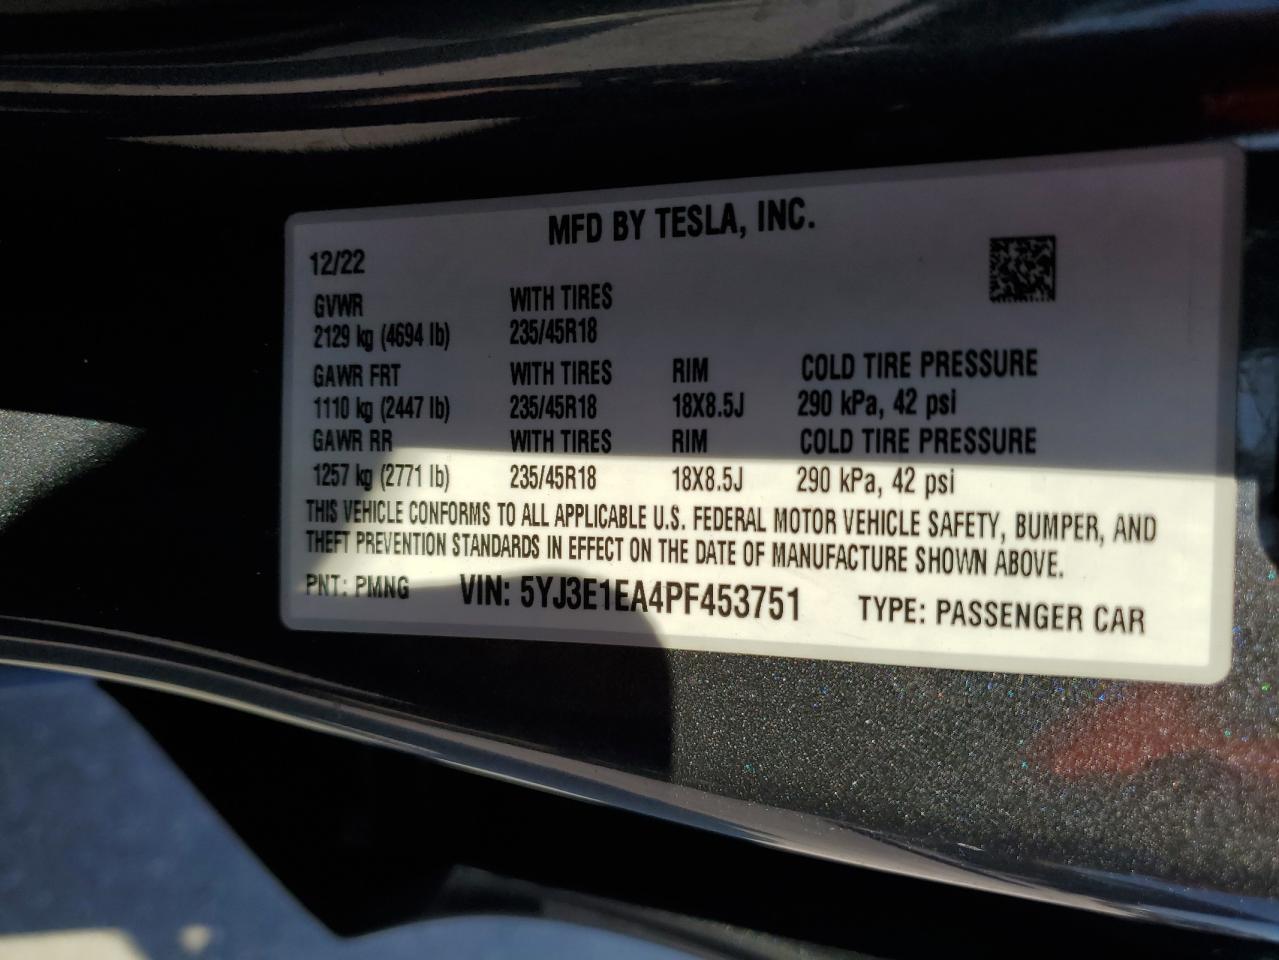 MFD BY TESLA, INC.
12/22
GVWR WITH TIRES
2129 kg (4694 lb) 235/45R18
GAWR FRT WITH TIRES RIM COLD TIRE PRESSURE
1110 kg (2447 lb) 235/45R18 18X8.5J 290 kPa, 42 psi
GAWR RR WITH TIRES RIM COLD TIRE PRESSURE
1257 kg (2771 lb) 235/45R18 18X8.5J 290 kPa, 42 psi
THIS VEHICLE CONFORMS TO ALL APPLICABLE U.S. FEDERAL MOTOR VEHICLE SAFETY, BUMPER, AND
THEFT PREVENTION STANDARDS IN EFFECT ON THE DATE OF MANUFACTURE SHOWN ABOVE.
PNT: PMNG VIN: 5YJ3E1EA4PF453751 TYPE: PASSENGER CAR